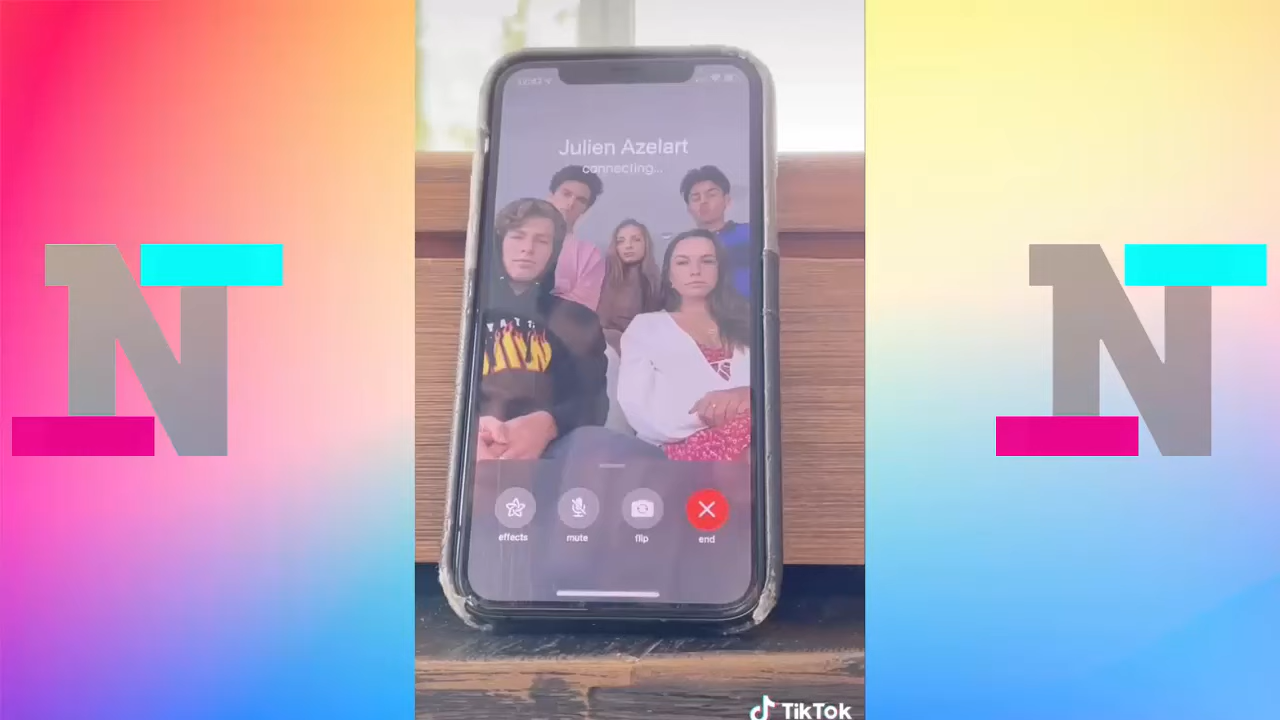 Julien Azelart
connecting...
effects
mute
flip
end
TikTok
N
N